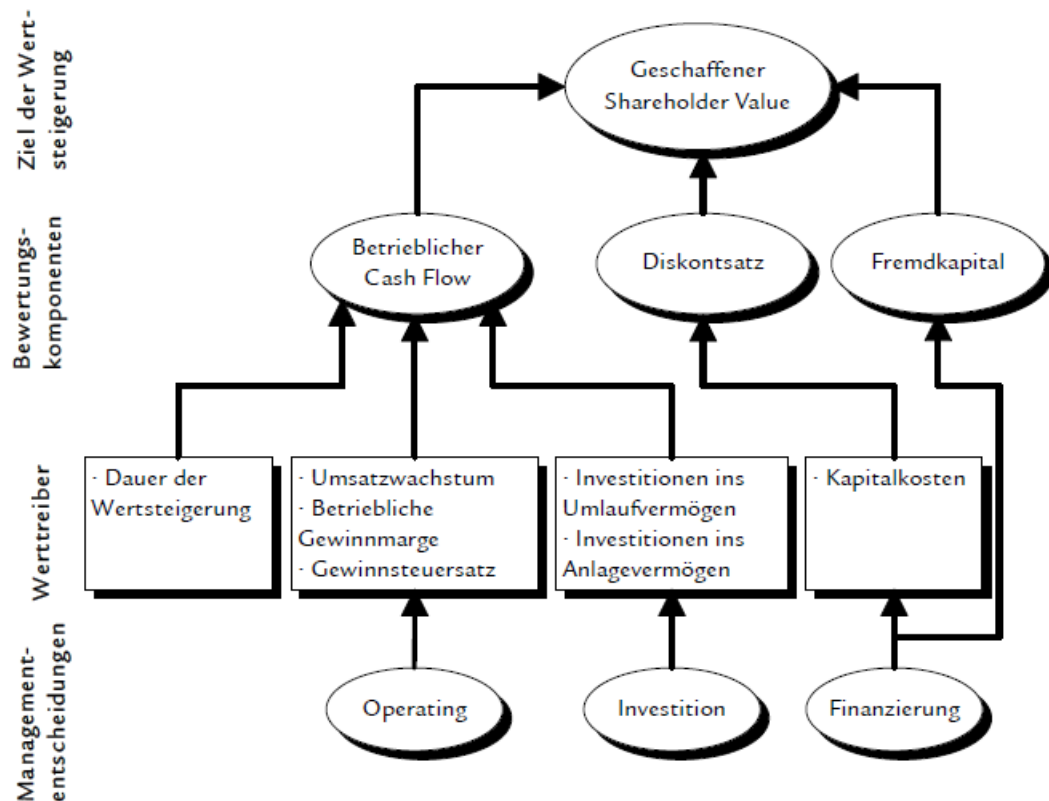 Ziel der Wert-
steigerung
Geschaffener
Shareholder Value
Bewertungs-
komponenten
Betrieblicher
Cash Flow
Diskontsatz
Fremdkapital
Werttreiber
· Dauer der
Wertsteigerung
· Umsatzwachstum
· Betriebliche
Gewinnmarge
· Gewinnsteuersatz
· Investitionen ins
Umlaufvermögen
· Investitionen ins
Anlagevermögen
· Kapitalkosten
Management-
entscheidungen
Operating
Investition
Finanzierung